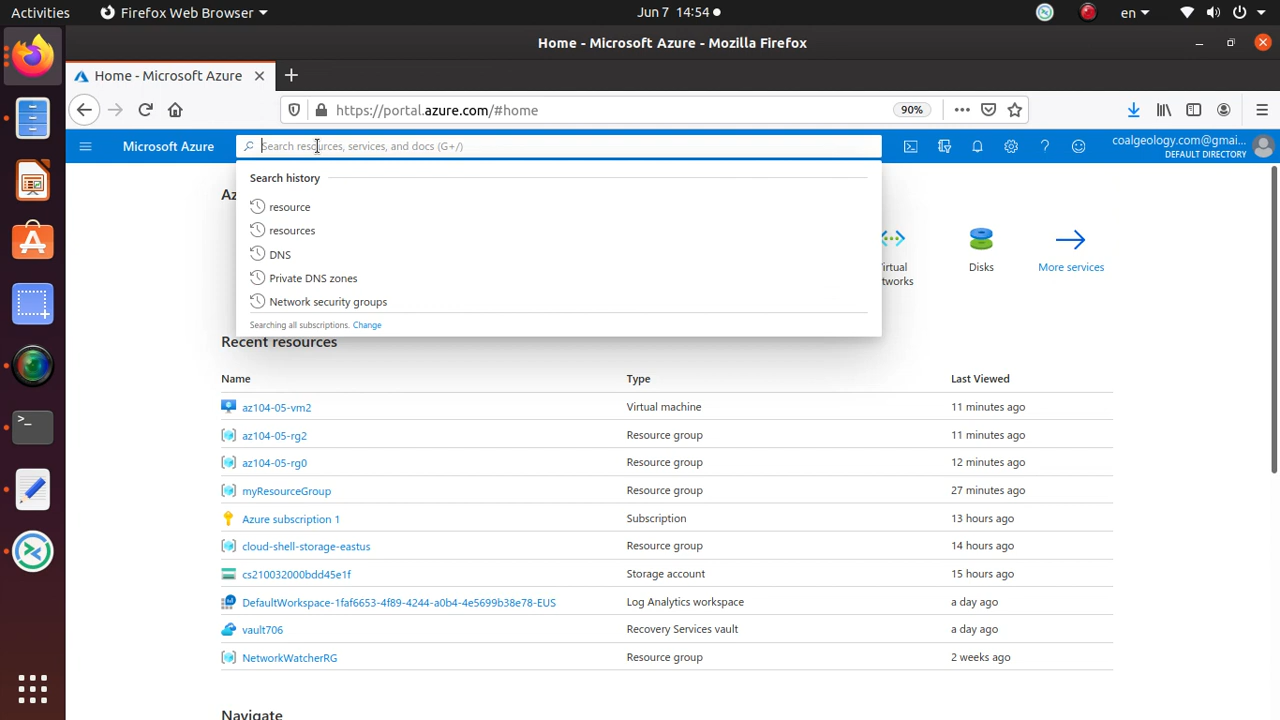 Activities
Firefox Web Browser
Jun 7 14:54
en
Home - Microsoft Azure - Mozilla Firefox
Home - Microsoft Azure
https://portal.azure.com/#home
90%
Microsoft Azure
Search resources, services, and docs (G+/)
coalgeology.com@gmai...
DEFAULT DIRECTORY
Search history
resource
resources
DNS
Private DNS zones
Network security groups
Searching all subscriptions. Change
Az
irtual
works
Disks
More services
Recent resources
Name Type Last Viewed
az104-05-vm2 Virtual machine 11 minutes ago
az104-05-rg2 Resource group 11 minutes ago
az104-05-rg0 Resource group 12 minutes ago
myResourceGroup Resource group 27 minutes ago
Azure subscription 1 Subscription 13 hours ago
cloud-shell-storage-eastus Resource group 14 hours ago
cs210032000bdd45e1f Storage account 15 hours ago
DefaultWorkspace-1faf6653-4f89-4244-a0b4-4e5699b38e78-EUS Log Analytics workspace a day ago
vault706 Recovery Services vault a day ago
NetworkWatcherRG Resource group 2 weeks ago
Navigate